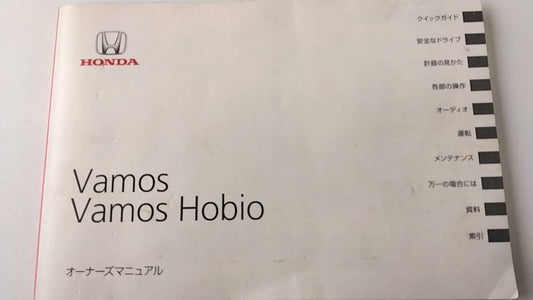 HONDA
Vamos
Vamos Hobio
オーナーズマニュアル
クイックガイド
安全なドライブ
計器の見かた
各部の操作
オーディオ
運転
メンテナンス
万一の場合には
資料
索引